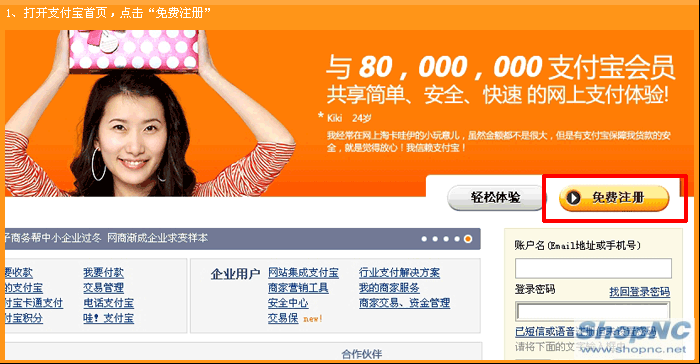 1、打开支付宝首页，点击“免费注册”
与 80，000，000 支付宝会员
共享简单、安全、快速 的网上支付体验!
* Kiki 24岁
我经常在网上淘卡哇伊的小玩意儿，虽然金额都不是很大，但是有支付宝保障我货款的安
全，就是觉得放心！我信赖支付宝！
轻松体验
免费注册
子商务帮中小企业过冬 网商渐成企业求变样本
账户名(Email地址或手机号)
要收款 我要付款
的支付宝 交易管理
付宝卡通支付 电话支付宝
付宝积分 哇！支付宝
企业用户
网站集成支付宝 行业支付解决方案
商家营销工具 我的商家服务
安全中心 商家交易、资金管理
交易保 new!
登录密码 找回登录密码
已短信或语音
请将下面的文字输入
合作伙伴
ShopNC
www.shopnc.net